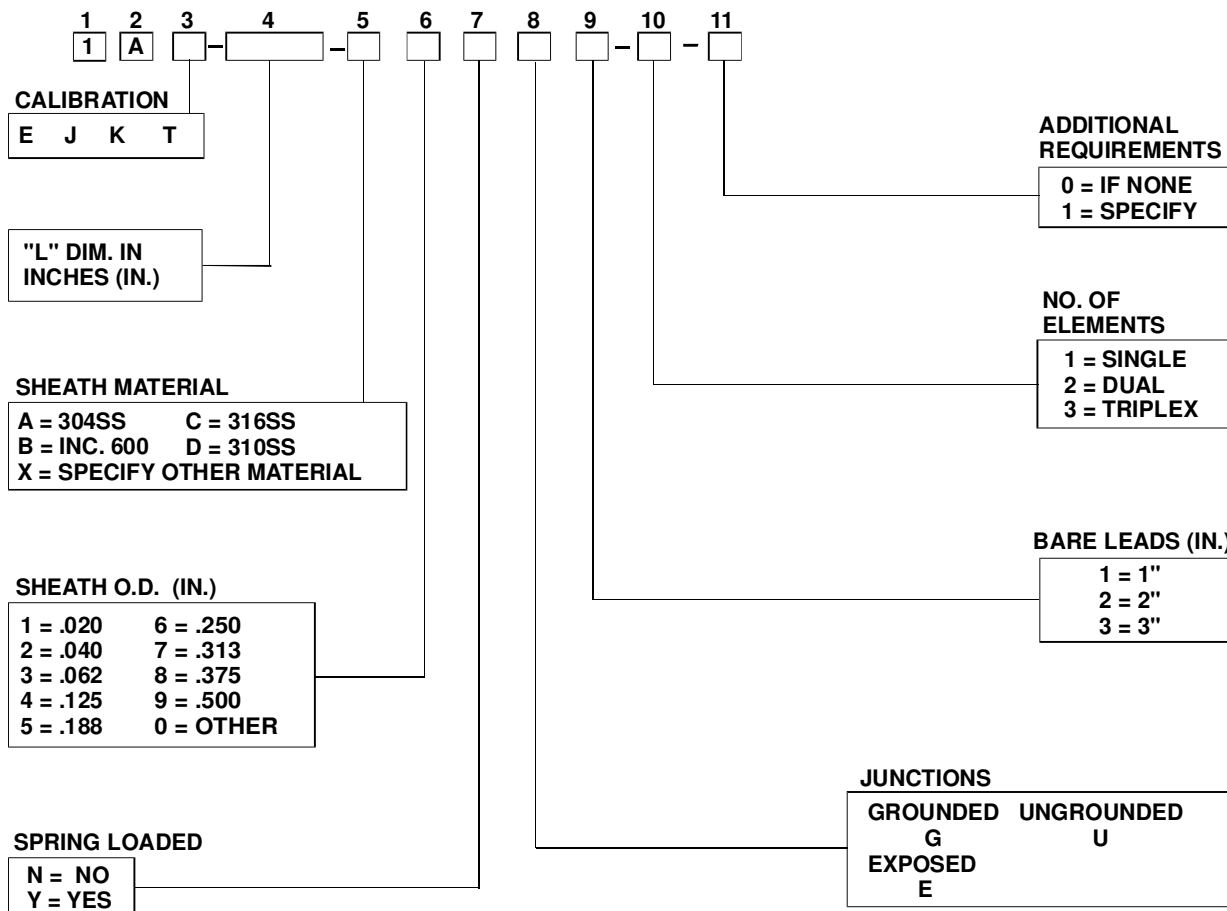 1 2 3 4 5 6 7 8 9 10 11
1 A - - - -
CALIBRATION
E J K T
"L" DIM. IN
INCHES (IN.)
SHEATH MATERIAL
A = 304SS C = 316SS
B = INC. 600 D = 310SS
X = SPECIFY OTHER MATERIAL
SHEATH O.D. (IN.)
1 = .020 6 = .250
2 = .040 7 = .313
3 = .062 8 = .375
4 = .125 9 = .500
5 = .188 0 = OTHER
SPRING LOADED
N = NO
Y = YES
ADDITIONAL
REQUIREMENTS
0 = IF NONE
1 = SPECIFY
NO. OF
ELEMENTS
1 = SINGLE
2 = DUAL
3 = TRIPLEX
BARE LEADS (IN.)
1 = 1"
2 = 2"
3 = 3"
JUNCTIONS
GROUNDED UNGROUNDED
G U
EXPOSED
E